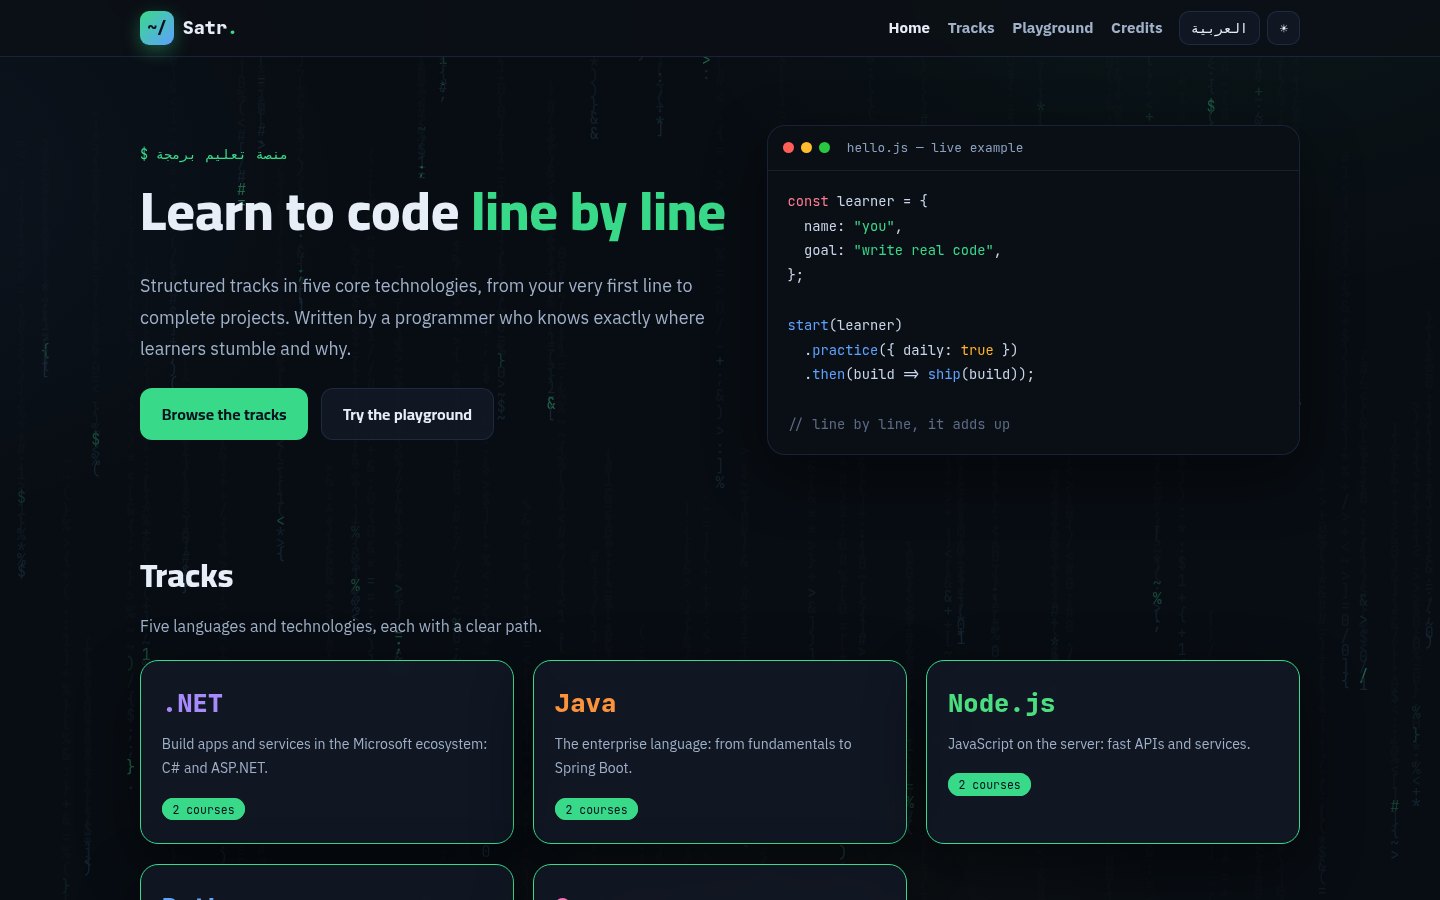 ~/ Satr.
Home Tracks Playground Credits العربية ☀
$ منصة تعليم برمجة
Learn to code line by line
Structured tracks in five core technologies, from your very first line to
complete projects. Written by a programmer who knows exactly where
learners stumble and why.
Browse the tracks
Try the playground
hello.js — live example
const learner = {
  name: "you",
  goal: "write real code",
};
start(learner)
  .practice({ daily: true })
  .then(build => ship(build));
// line by line, it adds up
Tracks
Five languages and technologies, each with a clear path.
.NET
Build apps and services in the Microsoft ecosystem:
C# and ASP.NET.
2 courses
Java
The enterprise language: from fundamentals to
Spring Boot.
2 courses
Node.js
JavaScript on the server: fast APIs and services.
2 courses